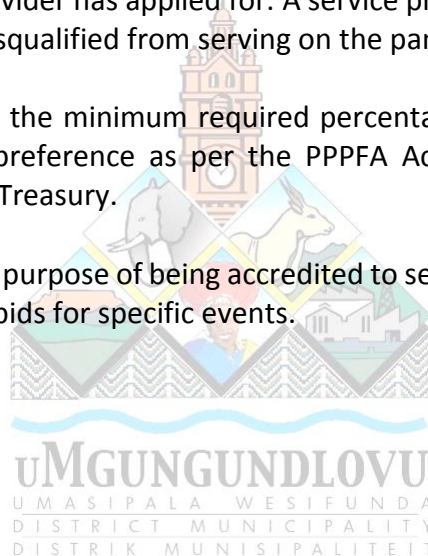 vider has applied for. A service p
squalified from serving on the pan
the minimum required percenta
preference as per the PPPFA Ac
Treasury.
purpose of being accredited to se
bids for specific events.
UMGUNGUNDLOVU
UMASIPALA WESIFUNDA
DISTRICT MUNICIPALITY
DISTRIK MUNISIPALITEIT